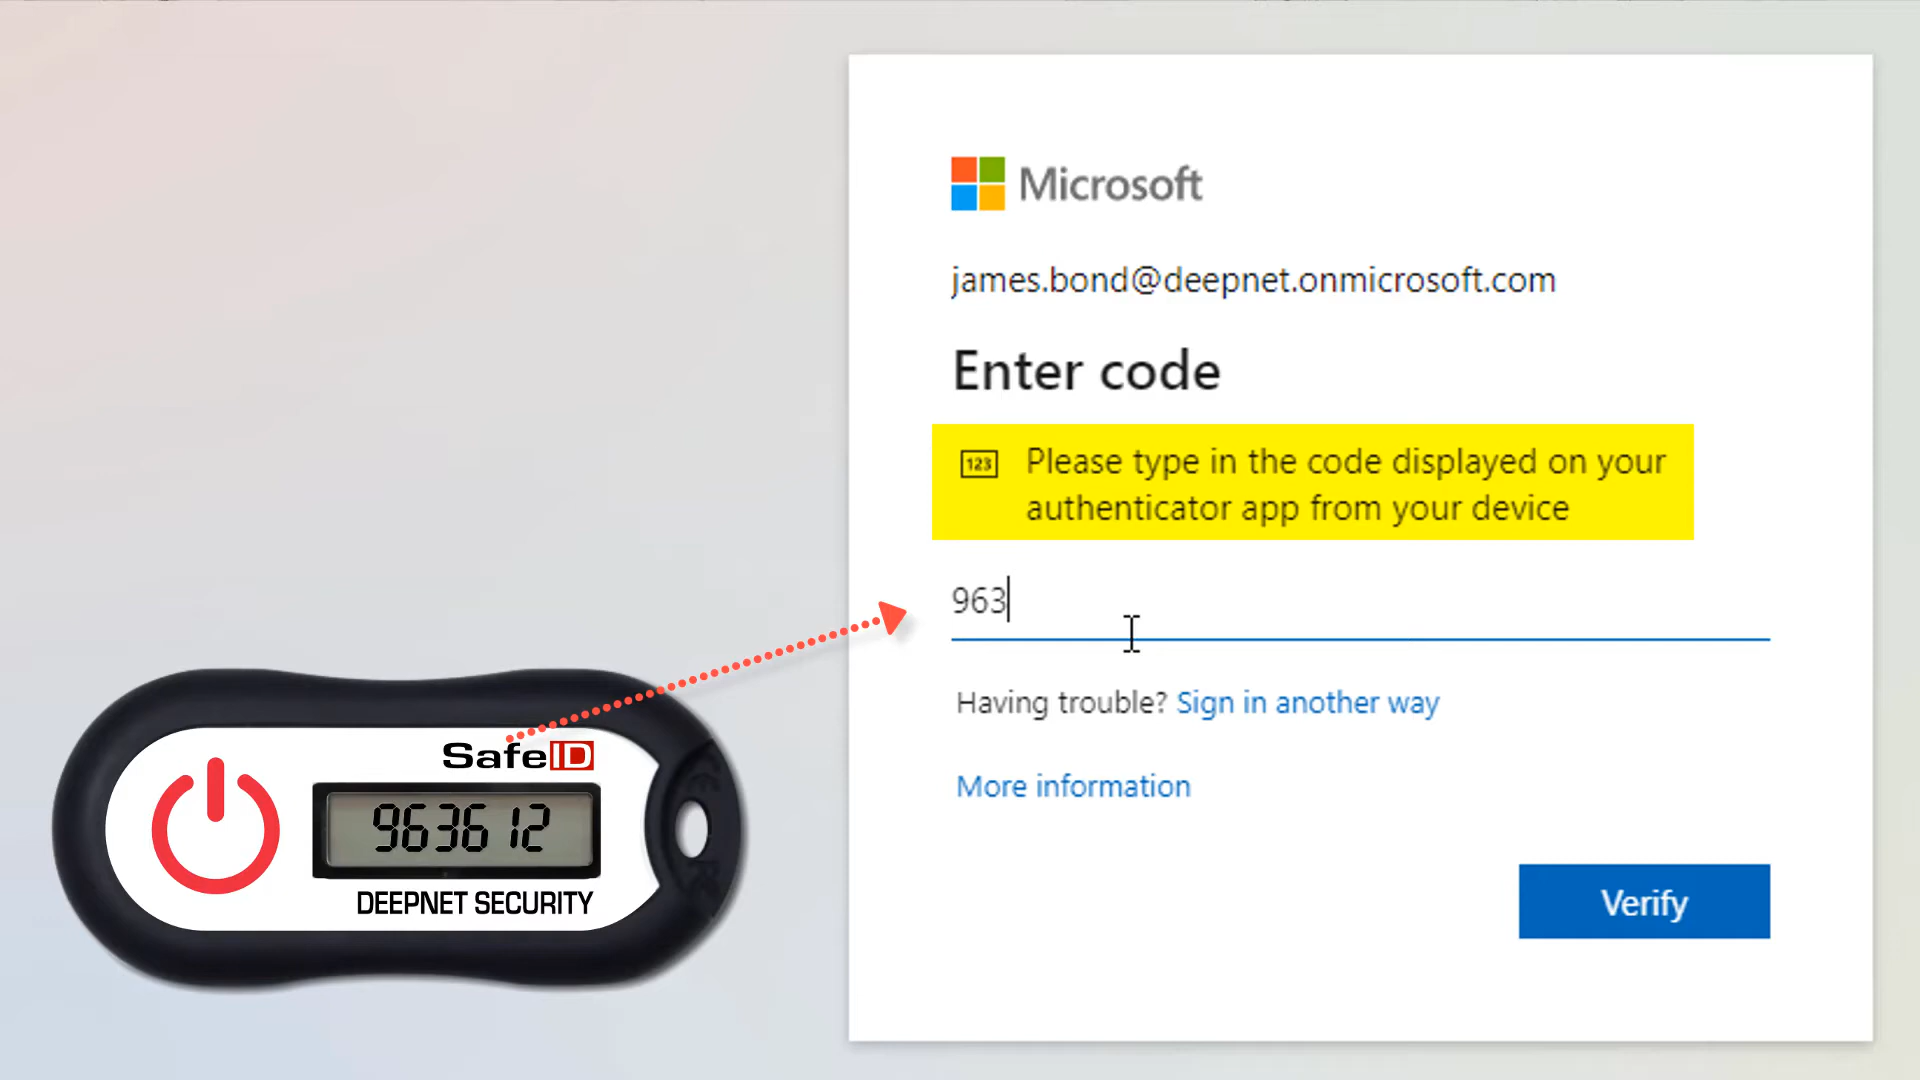 Microsoft
james.bond@deepnet.onmicrosoft.com
Enter code
123
Please type in the code displayed on your
authenticator app from your device
963
Having trouble? Sign in another way
More information
Verify
SafeID
963612
DEEPNET SECURITY